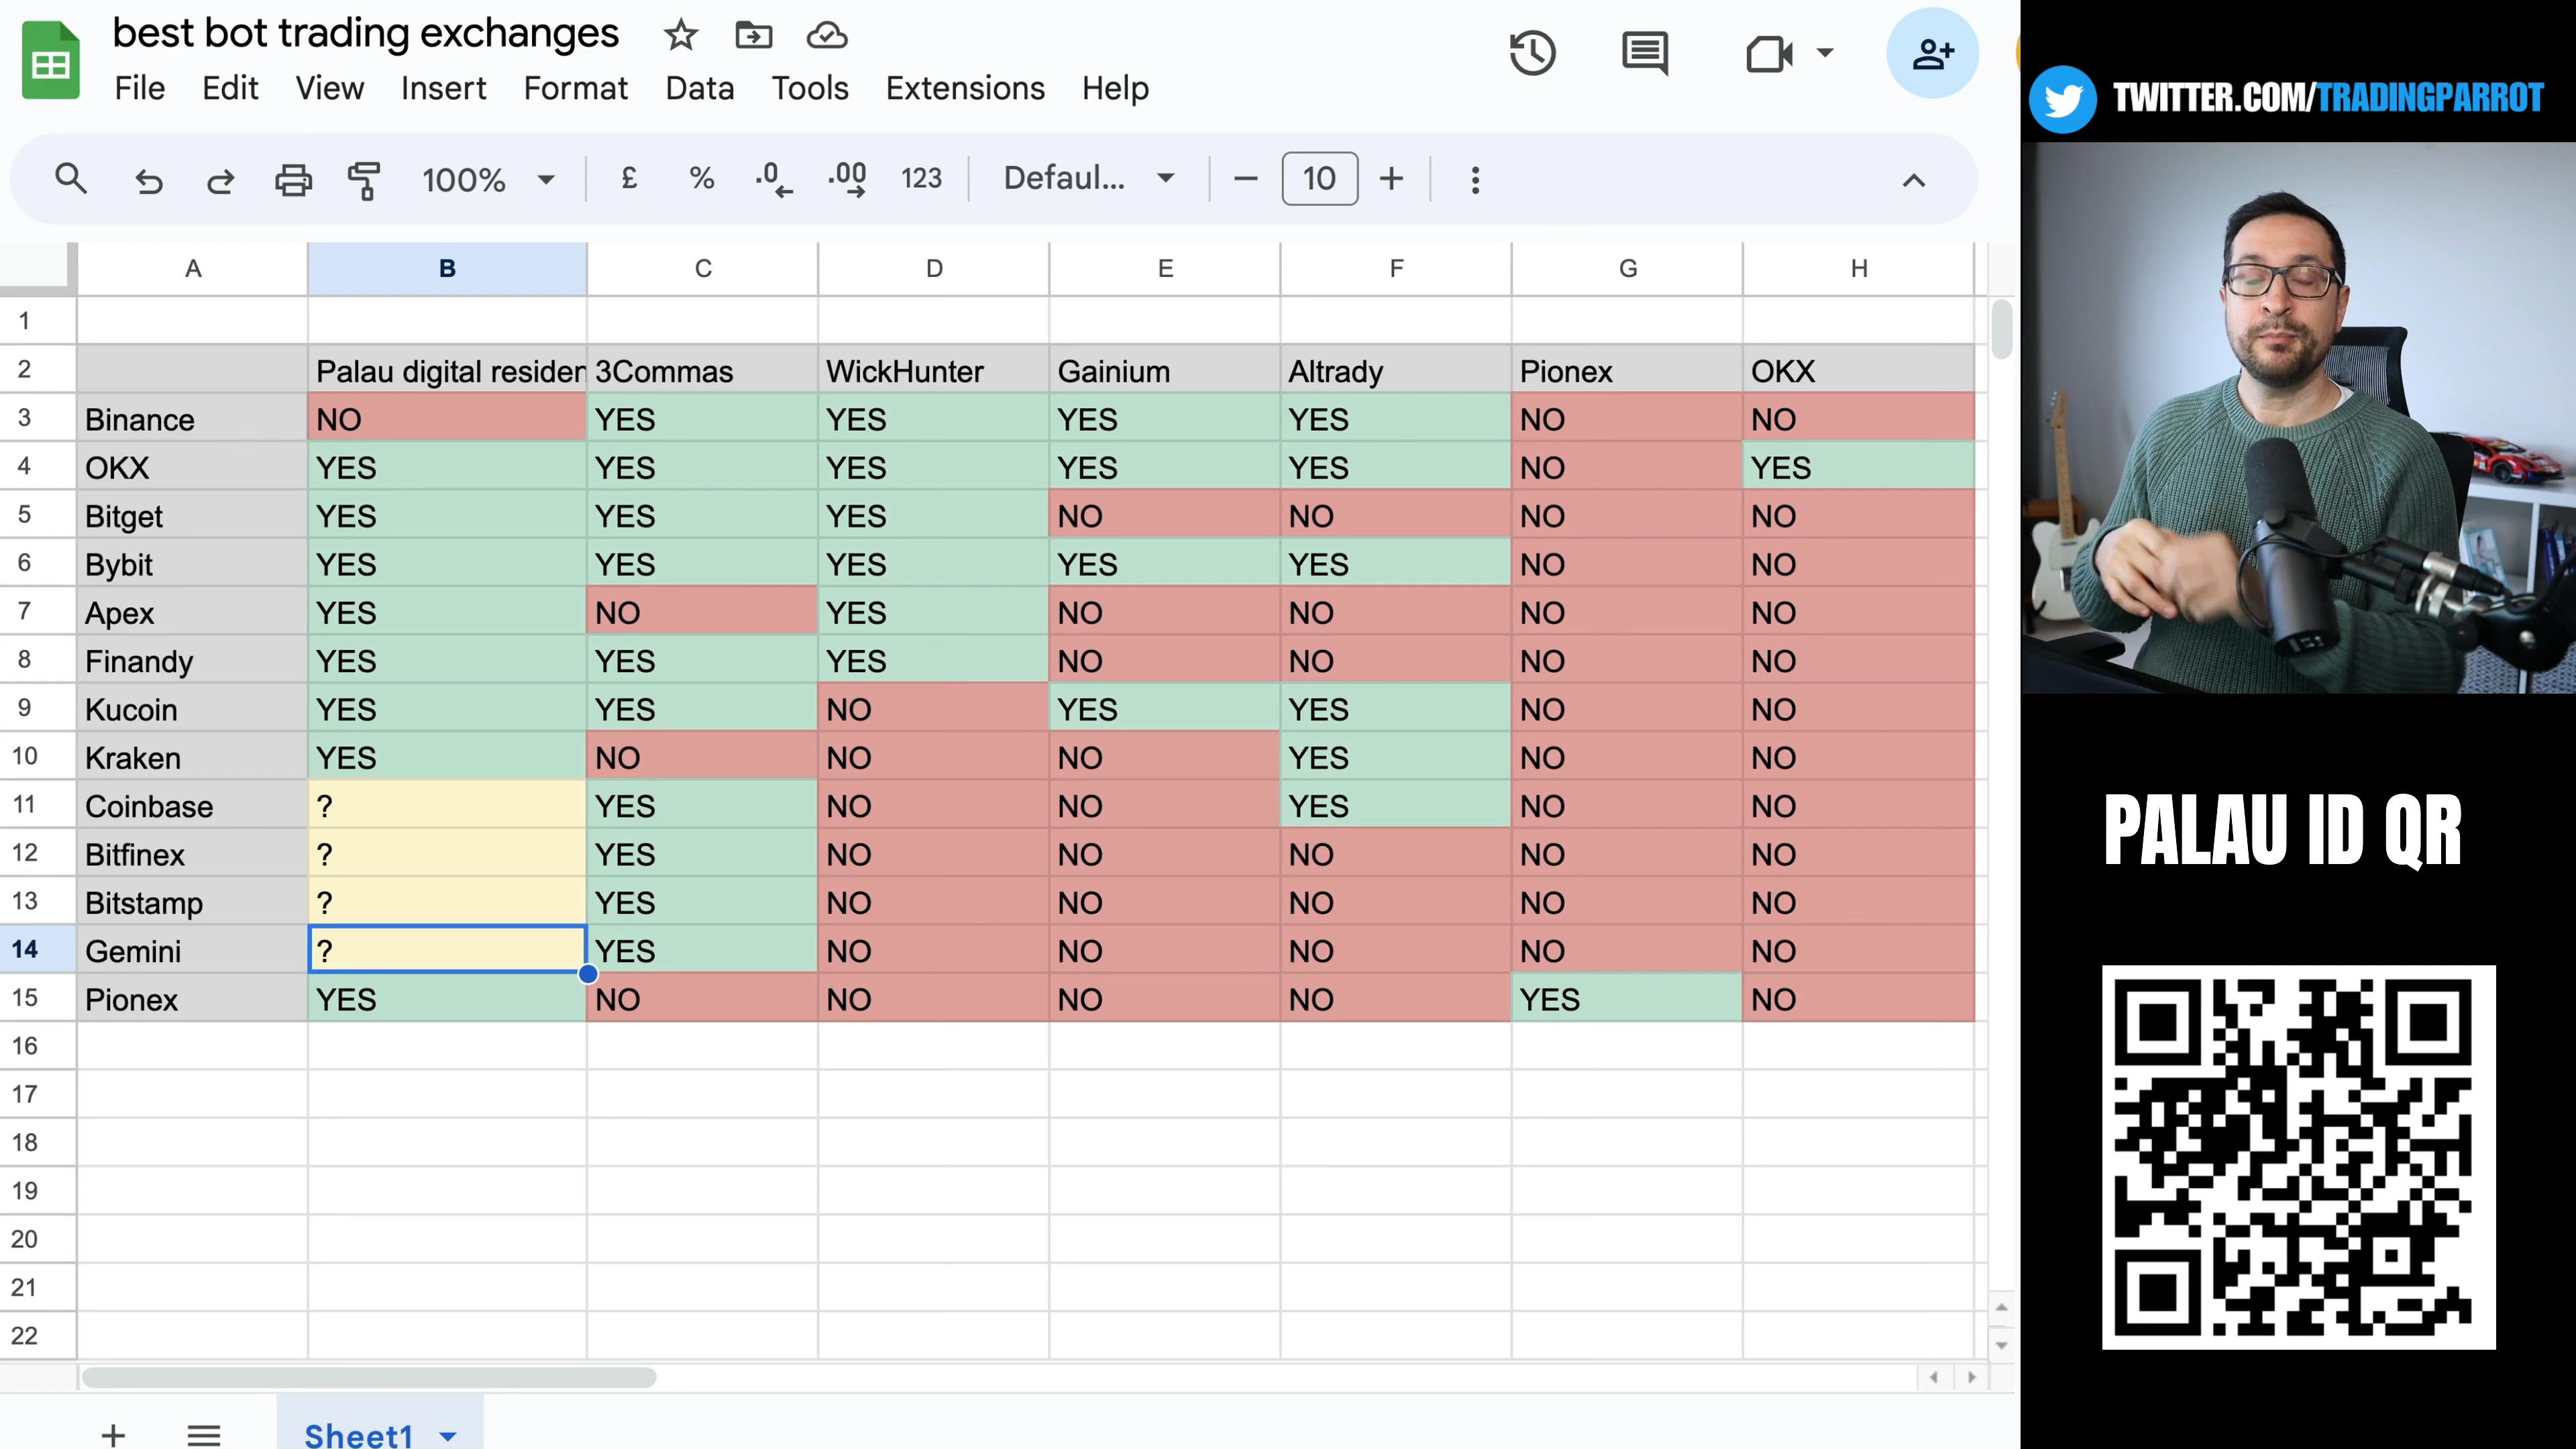 best bot trading exchanges
File Edit View Insert Format Data Tools Extensions Help
100% £ % .0 .00 123 Defaul... 10
A B C D E F G H
1
2 Palau digital residen 3Commas WickHunter Gainium Altrady Pionex OKX
3 Binance NO YES YES YES YES NO NO
4 OKX YES YES YES YES YES NO YES
5 Bitget YES YES YES NO NO NO NO
6 Bybit YES YES YES YES YES NO NO
7 Apex YES NO YES NO NO NO NO
8 Finandy YES YES YES NO NO NO NO
9 Kucoin YES YES NO YES YES NO NO
10 Kraken YES NO NO NO YES NO NO
11 Coinbase ? YES NO NO YES NO NO
12 Bitfinex ? YES NO NO NO NO NO
13 Bitstamp ? YES NO NO NO NO NO
14 Gemini ? YES NO NO NO NO NO
15 Pionex YES NO NO NO NO YES NO
16
17
18
19
20
21
22
Sheet1
TWITTER.COM/TRADINGPARROT
PALAU ID QR